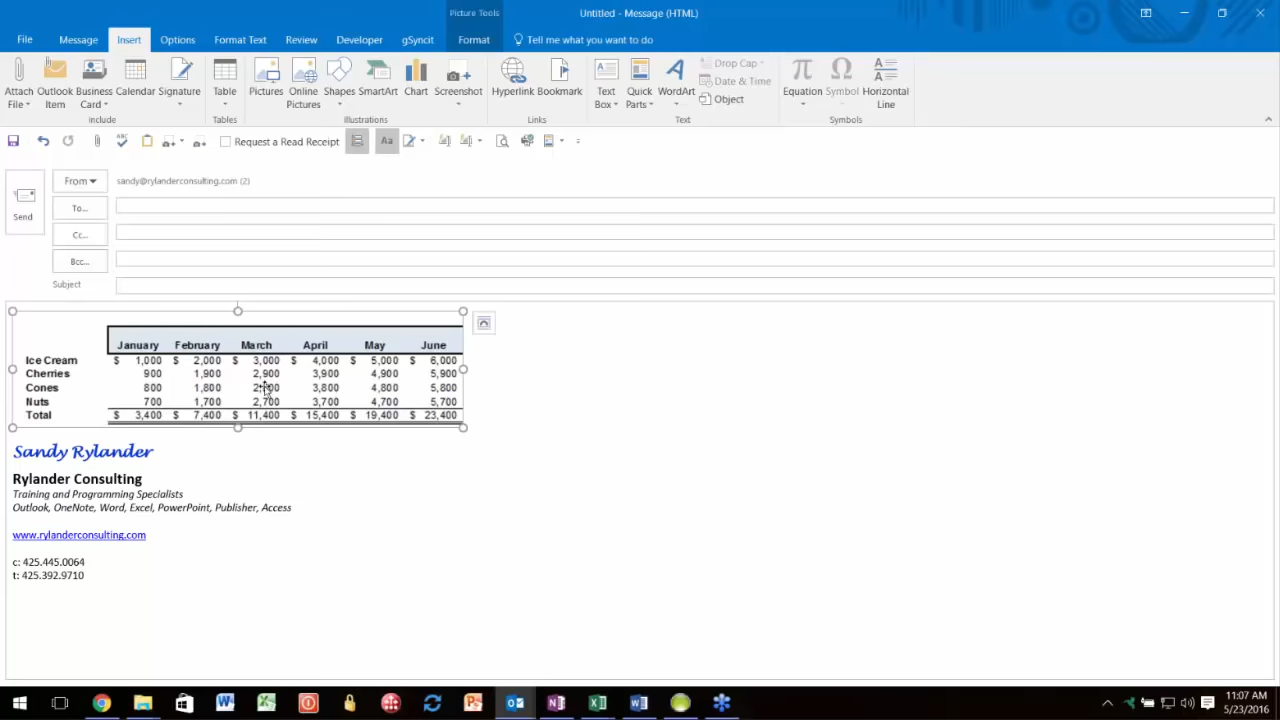 Picture Tools
Untitled - Message (HTML)
File Message Insert Options Format Text Review Developer gSyncit Format Tell me what you want to do
Attach File Outlook Item Business Card Calendar Signature Table Pictures Online Pictures Shapes SmartArt Chart Screenshot Hyperlink Bookmark Text Box Quick Parts WordArt Drop Cap Date & Time Object Equation Symbol Horizontal Line
Include Tables Illustrations Links Text Symbols
Request a Read Receipt Aa
Send
From sandy@rylanderconsulting.com (2)
To...
Cc...
Bcc...
Subject
January February March April May June
Ice Cream $ 1,000 $ 2,000 $ 3,000 $ 4,000 $ 5,000 $ 6,000
Cherries 900 1,900 2,900 3,900 4,900 5,900
Cones 800 1,800 3,800 4,800 5,800
Nuts 700 1,700 2,700 3,700 4,700 5,700
Total $ 3,400 $ 7,400 $ 11,400 $ 15,400 $ 19,400 $ 23,400
Sandy Rylander
Rylander Consulting
Training and Programming Specialists
Outlook, OneNote, Word, Excel, PowerPoint, Publisher, Access
www.rylanderconsulting.com
c: 425.445.0064
t: 425.392.9710
11:07 AM
5/23/2016